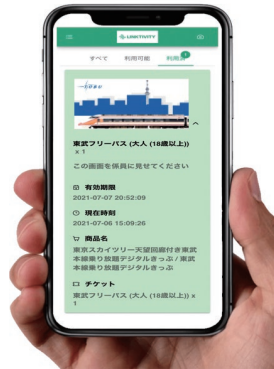 LINKTIVITY
すべて 利用可能 利用済 1
TOBU
東武フリーパス (大人 (18歳以上))
x 1
この画面を係員に見せてください
有効期限
2021-07-07 20:52:09
現在時刻
2021-07-06 15:09:26
商品名
東京スカイツリー天望回廊付き東武
本線乗り放題デジタルきっぷ / 東武本
線乗り放題デジタルきっぷ
チケット
東武フリーパス (大人 (18歳以上)) x
1